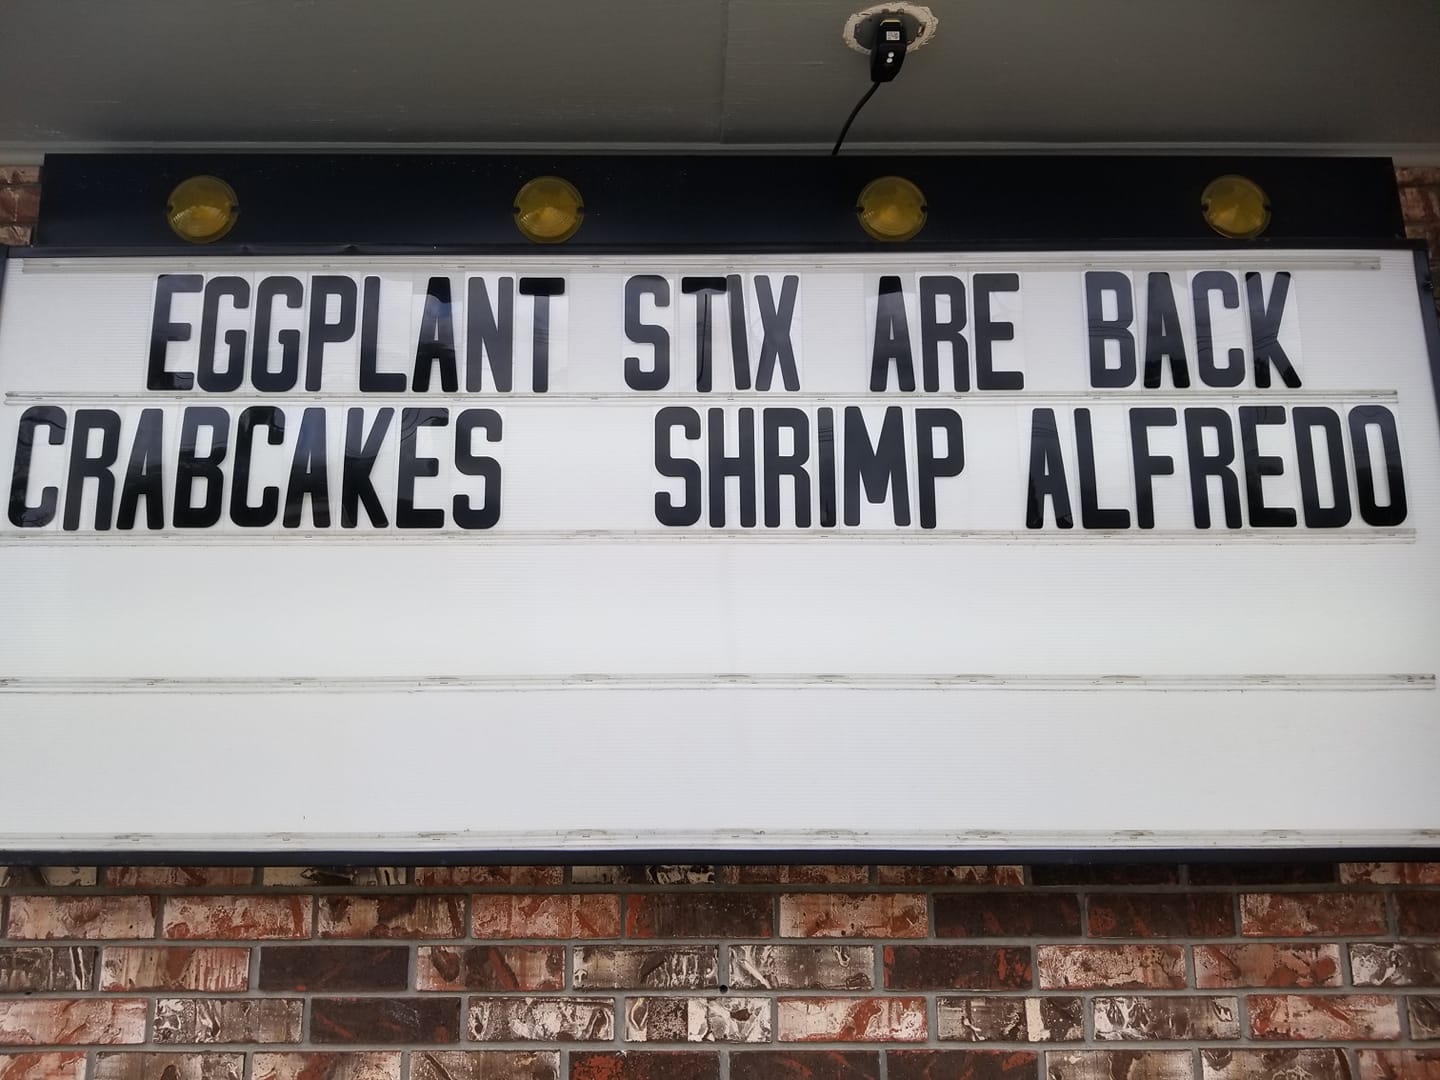 EGGPLANT STIX ARE BACK
CRABCAKES SHRIMP ALFREDO